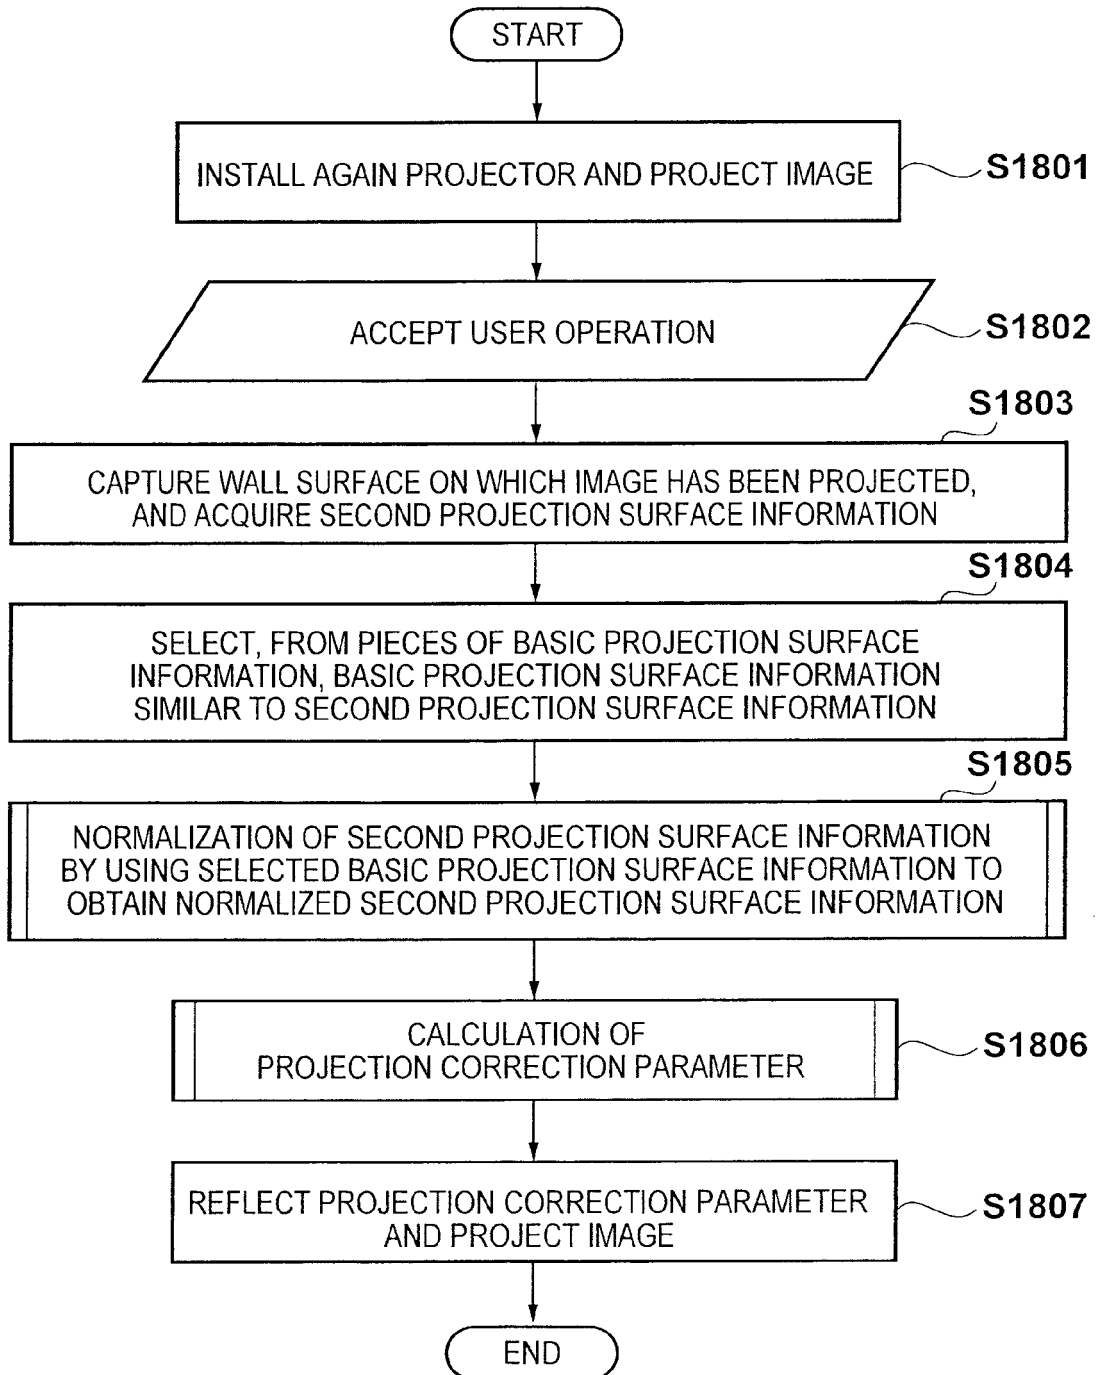 START
INSTALL AGAIN PROJECTOR AND PROJECT IMAGE
S1801
ACCEPT USER OPERATION
S1802
S1803
CAPTURE WALL SURFACE ON WHICH IMAGE HAS BEEN PROJECTED,
AND ACQUIRE SECOND PROJECTION SURFACE INFORMATION
S1804
SELECT, FROM PIECES OF BASIC PROJECTION SURFACE
INFORMATION, BASIC PROJECTION SURFACE INFORMATION
SIMILAR TO SECOND PROJECTION SURFACE INFORMATION
S1805
NORMALIZATION OF SECOND PROJECTION SURFACE INFORMATION
BY USING SELECTED BASIC PROJECTION SURFACE INFORMATION TO
OBTAIN NORMALIZED SECOND PROJECTION SURFACE INFORMATION
CALCULATION OF
PROJECTION CORRECTION PARAMETER
S1806
REFLECT PROJECTION CORRECTION PARAMETER
AND PROJECT IMAGE
S1807
END